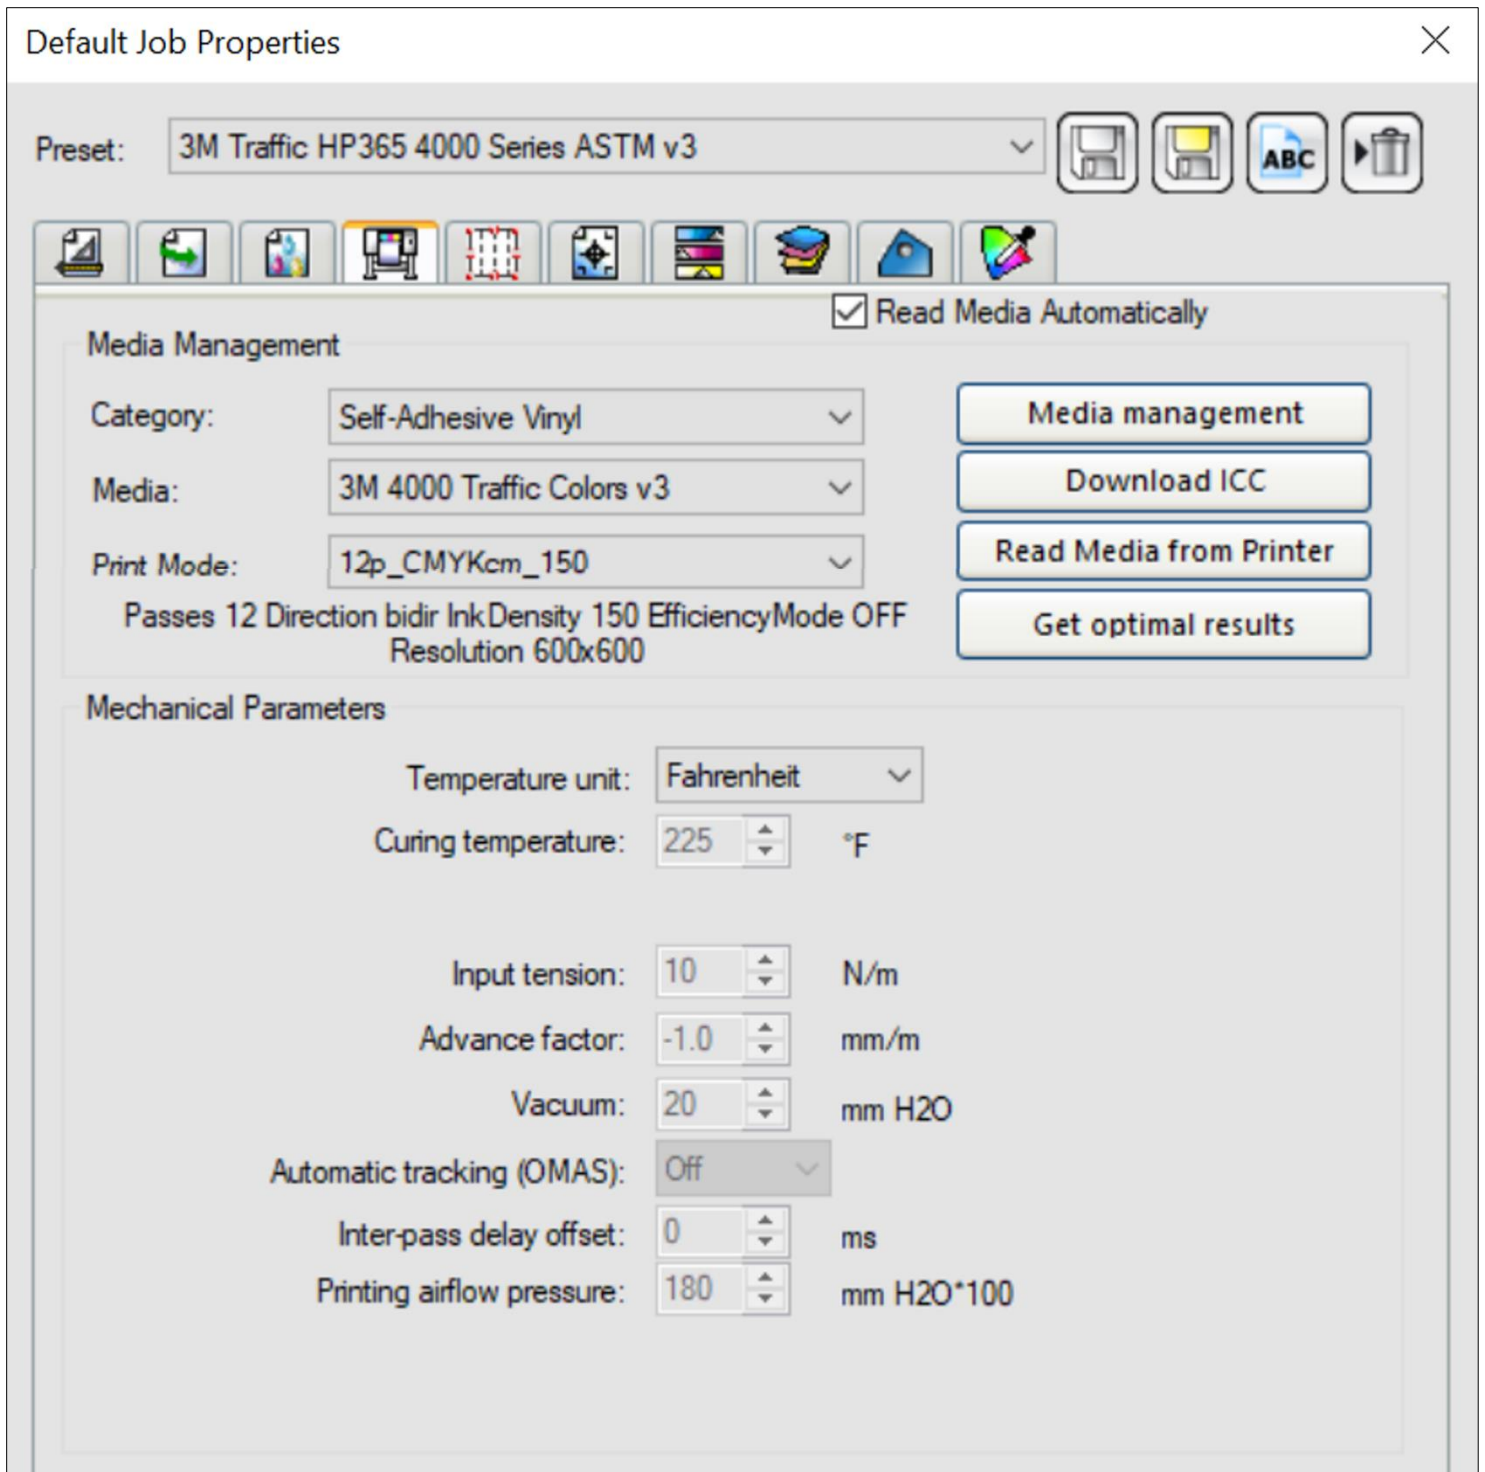 Default Job Properties
Preset: 3M Traffic HP365 4000 Series ASTM v3
ABC
Read Media Automatically
Media Management
Category: Self-Adhesive Vinyl
Media management
Media: 3M 4000 Traffic Colors v3
Download ICC
Print Mode: 12p_CMYKcm_150
Read Media from Printer
Passes 12 Direction bidir InkDensity 150 EfficiencyMode OFF
Resolution 600x600
Get optimal results
Mechanical Parameters
Temperature unit: Fahrenheit
Curing temperature: 225 °F
Input tension: 10 N/m
Advance factor: -1.0 mm/m
Vacuum: 20 mm H2O
Automatic tracking (OMAS): Off
Inter-pass delay offset: 0 ms
Printing airflow pressure: 180 mm H2O*100